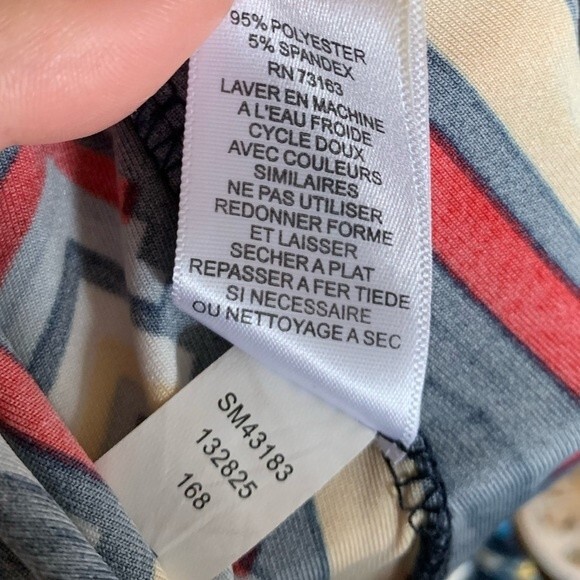 95% POLYESTER
5% SPANDEX
RN 73163
LAVER EN MACHINE
A L'EAU FROIDE
CYCLE DOUX
AVEC COULEURS
SIMILAIRES
NE PAS UTILISER
REDONNER FORME
ET LAISSER
SECHER A PLAT
REPASSER A FER TIEDE
SI NECESSAIRE
OU NETTOYAGE A SEC
SM43183
132825
168